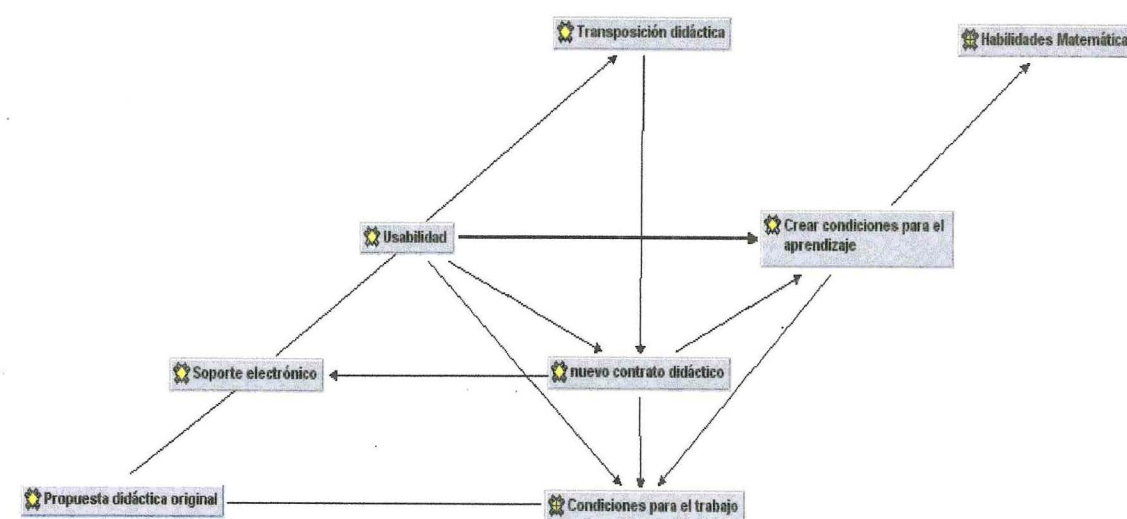 Transposición didáctica
Habilidades Matemática
Usabilidad
Crear condiciones para el
aprendizaje
Soporte electrónico
nuevo contrato didáctico
Propuesta didáctica original
Condiciones para el trabajo